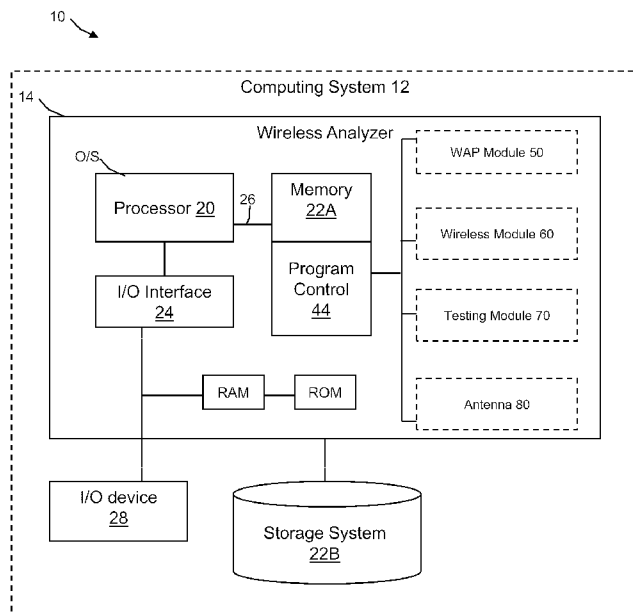 10
Computing System 12
14
Wireless Analyzer
O/S
Processor 20
26
Memory
22A
WAP Module 50
Wireless Module 60
I/O Interface
24
Program
Control
44
Testing Module 70
RAM
ROM
Antenna 80
I/O device
28
Storage System
22B